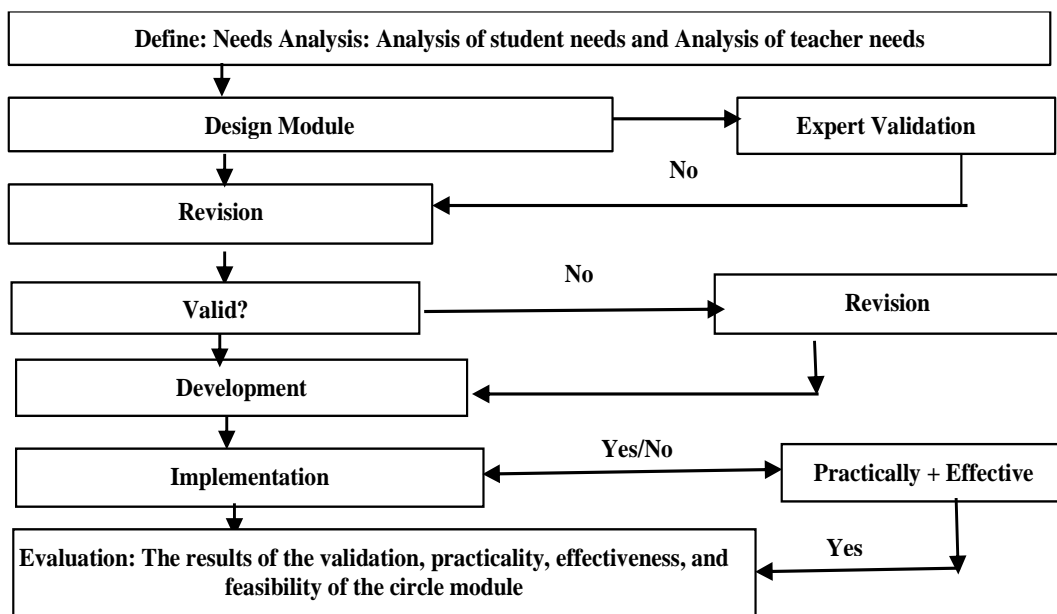 Define: Needs Analysis: Analysis of student needs and Analysis of teacher needs
Design Module
Expert Validation
No
Revision
No
Valid?
Revision
Development
Yes/No
Implementation
Practically + Effective
Evaluation: The results of the validation, practicality, effectiveness, and
feasibility of the circle module
Yes